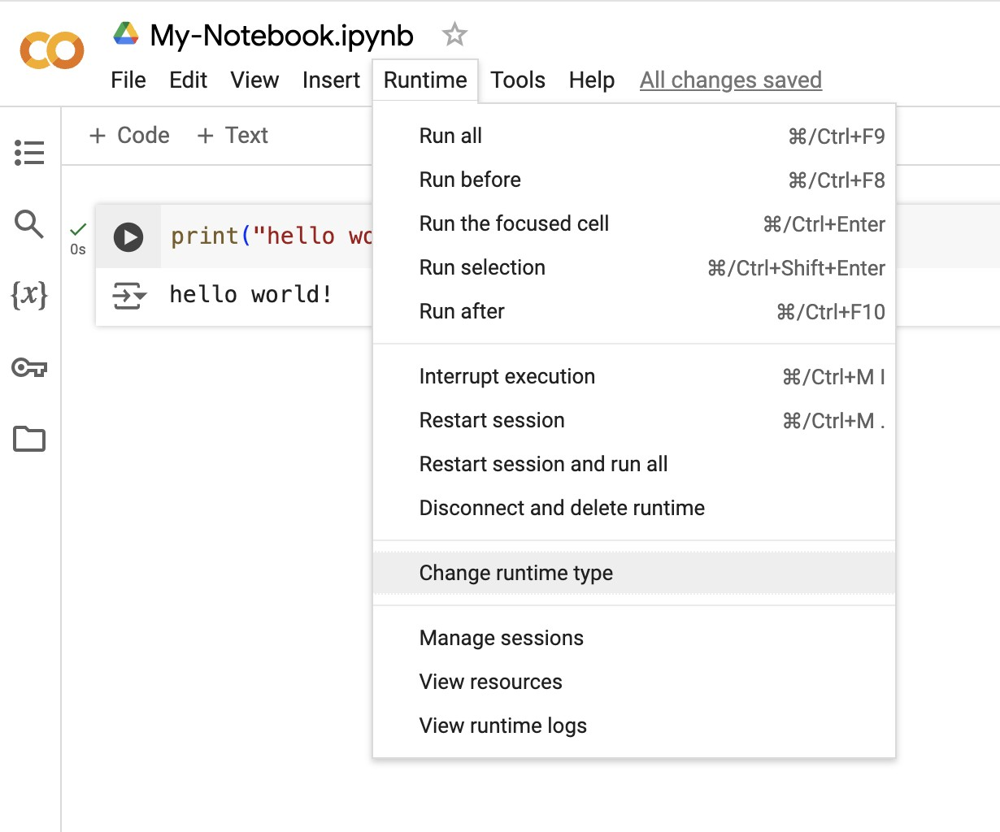 My-Notebook.ipynb
File Edit View Insert Runtime Tools Help All changes saved
+ Code + Text
Run all ⌘/Ctrl+F9
Run before ⌘/Ctrl+F8
Run the focused cell ⌘/Ctrl+Enter
Run selection ⌘/Ctrl+Shift+Enter
Run after ⌘/Ctrl+F10
Interrupt execution ⌘/Ctrl+M I
Restart session ⌘/Ctrl+M .
Restart session and run all
Disconnect and delete runtime
Change runtime type
Manage sessions
View resources
View runtime logs
{x}
0s
print("hello wo
hello world!